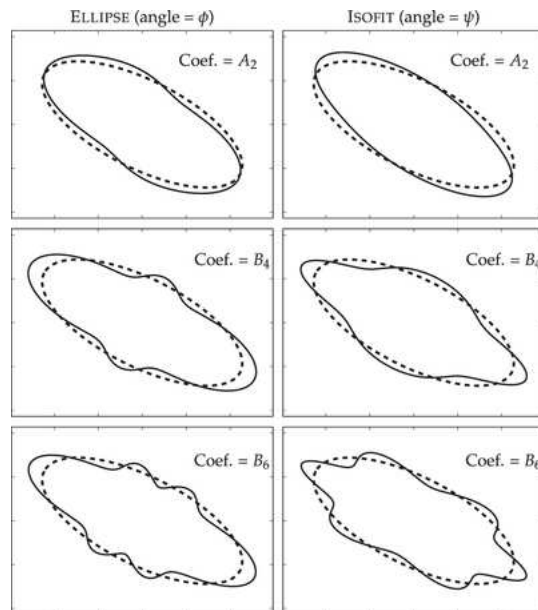 ELLIPSE (angle = ϕ)
ISOFIT (angle = ψ)
Coef. = A₂
Coef. = A₂
Coef. = B₄
Coef. = B₄
Coef. = B₆
Coef. = B₆